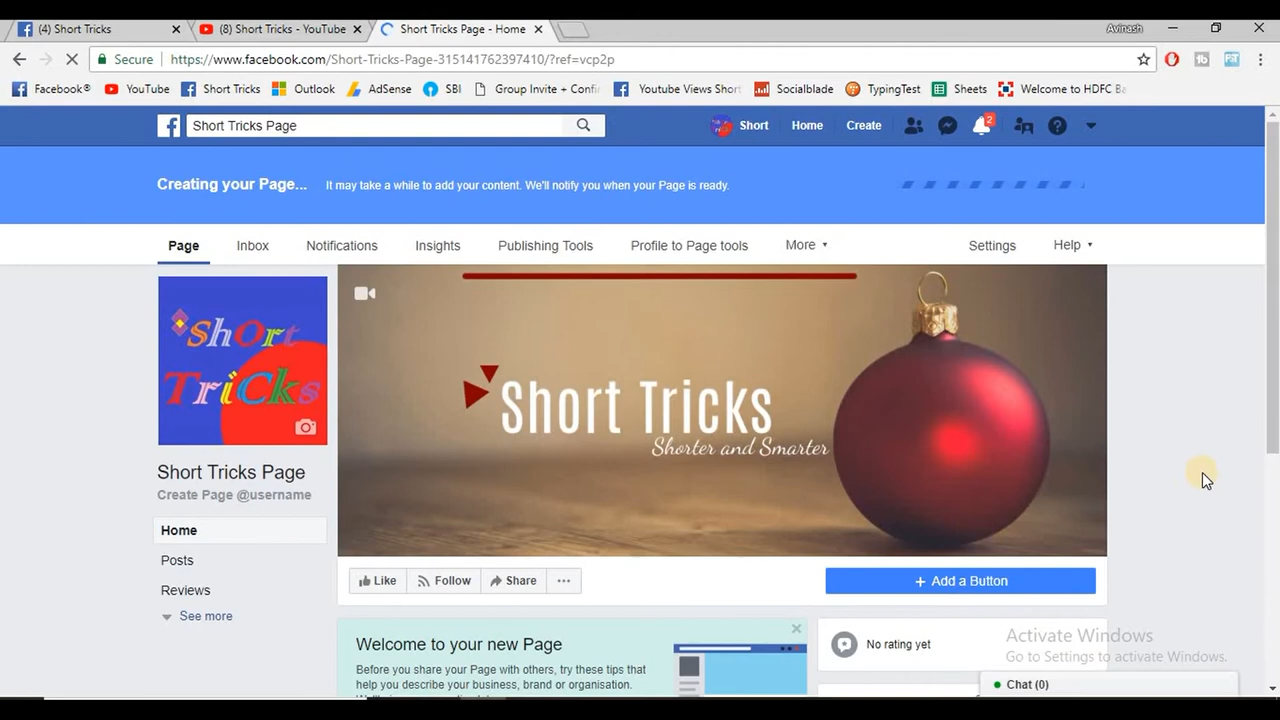 (4) Short Tricks
(8) Short Tricks - YouTube
Short Tricks Page - Home
Avinash
Secure
https://www.facebook.com/Short-Tricks-Page-315141762397410/?ref=vcp2p
Facebook®
YouTube
Short Tricks
Outlook
AdSense
SBI
Group Invite + Confi
Youtube Views Short
Socialblade
TypingTest
Sheets
Welcome to HDFC Ba
Short Tricks Page
Short
Home
Create
2
Creating your Page...
It may take a while to add your content. We'll notify you when your Page is ready.
Page
Inbox
Notifications
Insights
Publishing Tools
Profile to Page tools
More
Settings
Help
ShOrt
TriCks
Short Tricks
Shorter and Smarter
Short Tricks Page
Create Page @username
Home
Posts
Reviews
See more
Like
Follow
Share
+ Add a Button
Welcome to your new Page
Before you share your Page with others, try these tips that
help you describe your business, brand or organisation.
No rating yet
Activate Windows
Go to Settings to activate Windows.
Chat (0)